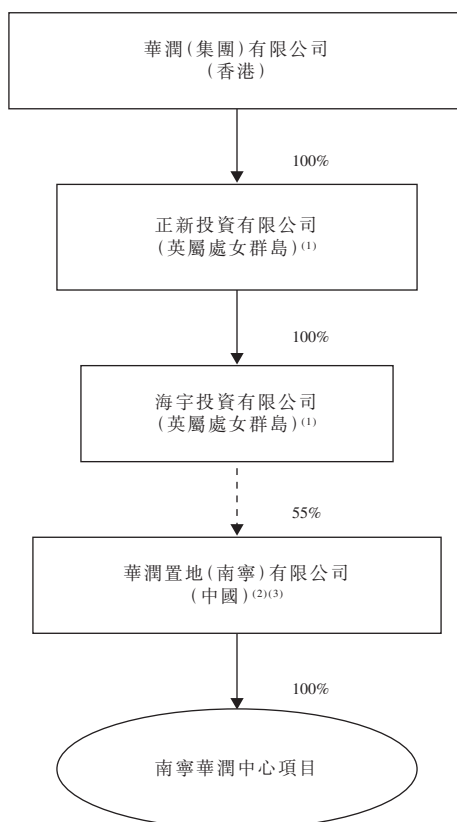 華潤(集團)有限公司
(香港)
100%
正新投資有限公司
(英屬處女群島)(1)
100%
海宇投資有限公司
(英屬處女群島)(1)
55%
華潤置地(南寧)有限公司
(中國)(2)(3)
100%
南寧華潤中心項目